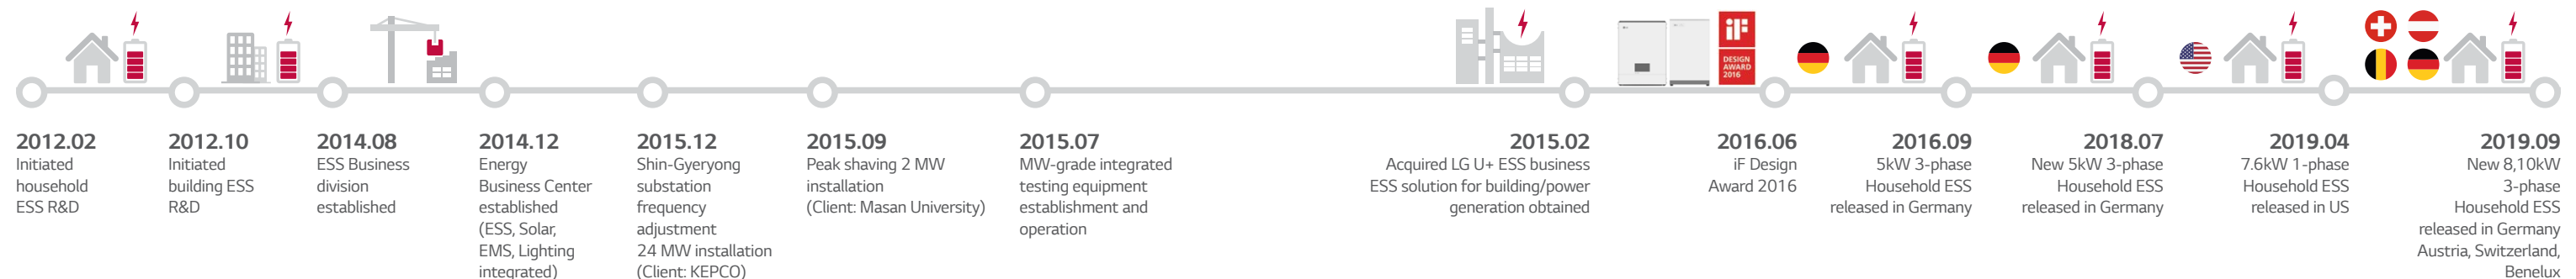 iF
DESIGN
AWARD
2016
2012.02
Initiated
household
ESS R&D
2012.10
Initiated
building ESS
R&D
2014.08
ESS Business
division
established
2014.12
Energy
Business Center
established
(ESS, Solar,
EMS, Lighting
integrated)
2015.12
Shin-Gyeryong
substation
frequency
adjustment
24 MW installation
(Client: KEPCO)
2015.09
Peak shaving 2 MW
installation
(Client: Masan University)
2015.07
MW-grade integrated
testing equipment
establishment and
operation
2015.02
Acquired LG U+ ESS business
ESS solution for building/power
generation obtained
2016.06
iF Design
Award 2016
2016.09
5kW 3-phase
Household ESS
released in Germany
2018.07
New 5kW 3-phase
Household ESS
released in Germany
2019.04
7.6kW 1-phase
Household ESS
released in US
2019.09
New 8,10kW
3-phase
Household ESS
released in Germany
Austria, Switzerland,
Benelux